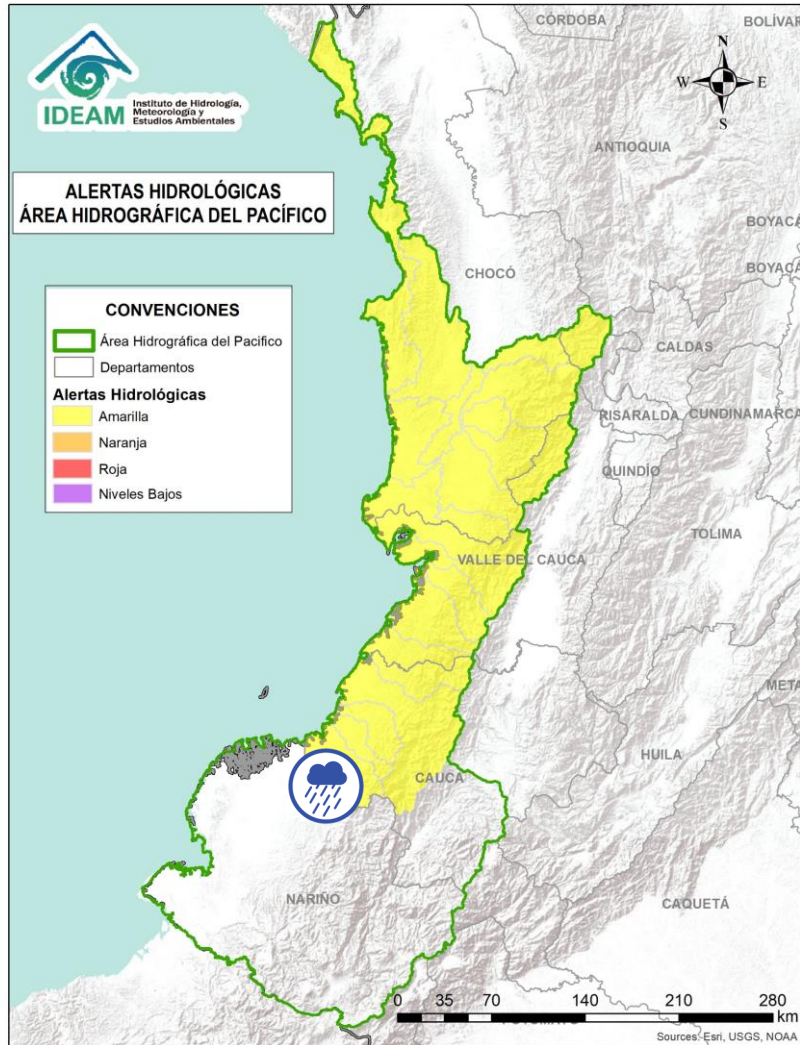 IDEAM
Instituto de Hidrología,
Meteorología y
Estudios Ambientales
ALERTAS HIDROLÓGICAS
ÁREA HIDROGRÁFICA DEL PACÍFICO
CONVENCIONES
Área Hidrográfica del Pacifico
Departamentos
Alertas Hidrológicas
Amarilla
Naranja
Roja
Niveles Bajos
N
W E
S
CÓRDOBA
BOLÍVAR
ANTIOQUIA
BOYACÁ
BOYACÁ
CHOCÓ
CALDAS
RISARALDA
CUNDINAMARCA
QUINDÍO
TOLIMA
VALLE DEL CAUCA
META
HUILA
CAUCA
NARIÑO
CAQUETÁ
0 35 70 140 210 280
km
Sources: Esri, USGS, NOAA